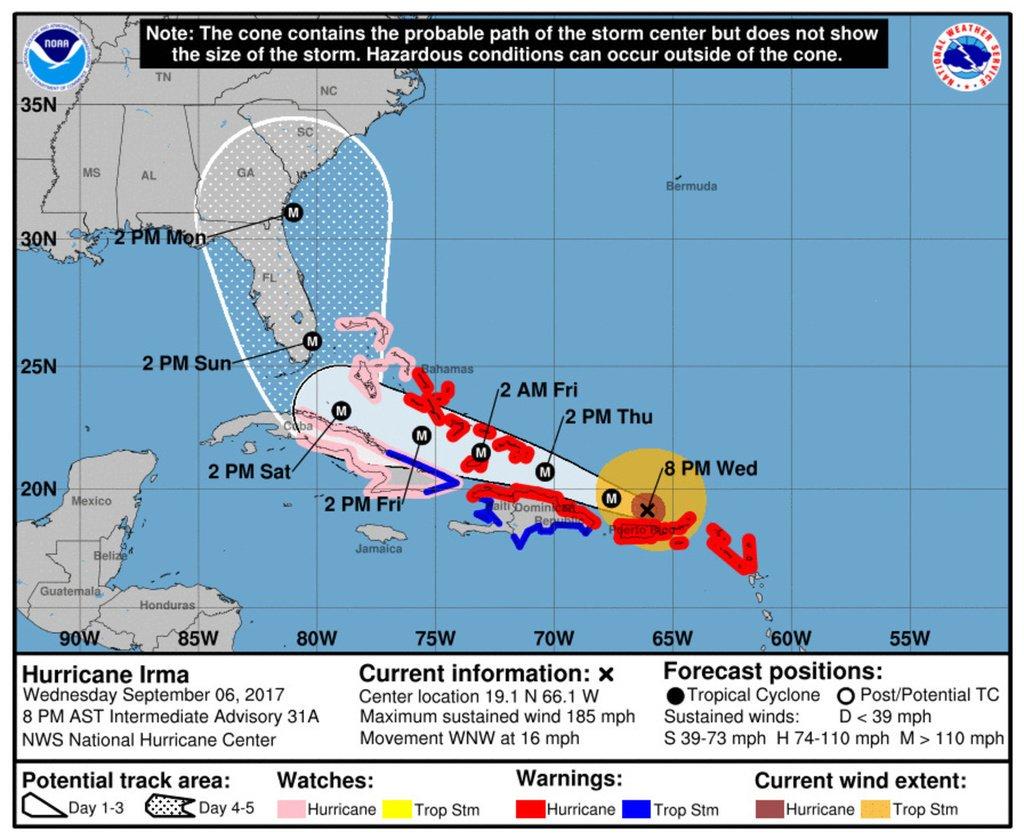 Note: The cone contains the probable path of the storm center but does not show
the size of the storm. Hazardous conditions can occur outside of the cone.
NOAA
NATIONAL WEATHER SERVICE
TN
NC
35N
SC
MS
AL
GA
Bermuda
2 PM Mon
M
30N
FL
M
2 PM Sun
25N
Bahamas
2 AM Fri
M
2 PM Thu
Cuba
M
M
2 PM Sat
M
8 PM Wed
20N
2 PM Fri
M
Mexico
Haiti
Dominican
Republic
Puerto Rico
Jamaica
Belize
Guatemala
Honduras
90W 85W 80W 75W 70W 65W 60W 55W
Hurricane Irma
Wednesday September 06, 2017
8 PM AST Intermediate Advisory 31A
NWS National Hurricane Center
Current information: x
Center location 19.1 N 66.1 W
Maximum sustained wind 185 mph
Movement WNW at 16 mph
Forecast positions:
Tropical Cyclone Post/Potential TC
Sustained winds: D < 39 mph
S 39-73 mph H 74-110 mph M > 110 mph
Potential track area:
Day 1-3 Day 4-5
Watches:
Hurricane Trop Stm
Warnings:
Hurricane Trop Stm
Current wind extent:
Hurricane Trop Stm